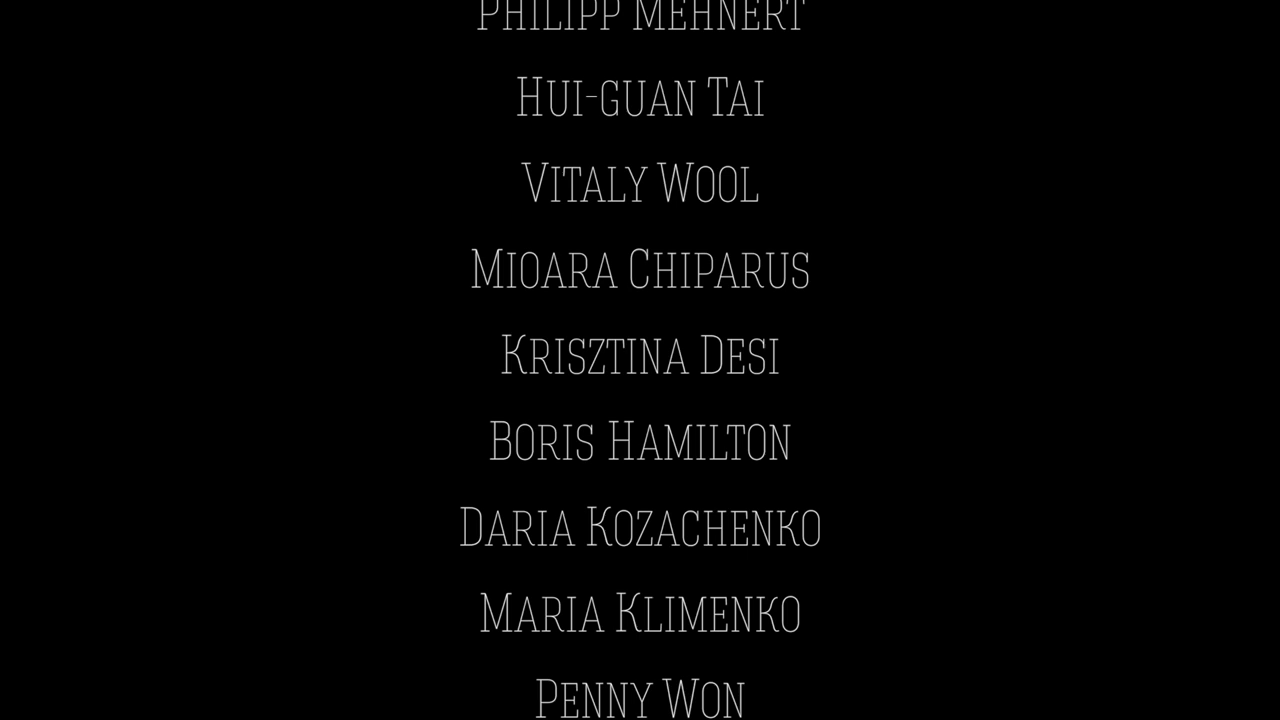 Philipp Mehnert
Hui-guan Tai
Vitaly Wool
Mioara Chiparus
Krisztina Desi
Boris Hamilton
Daria Kozachenko
Maria Klimenko
Penny Won